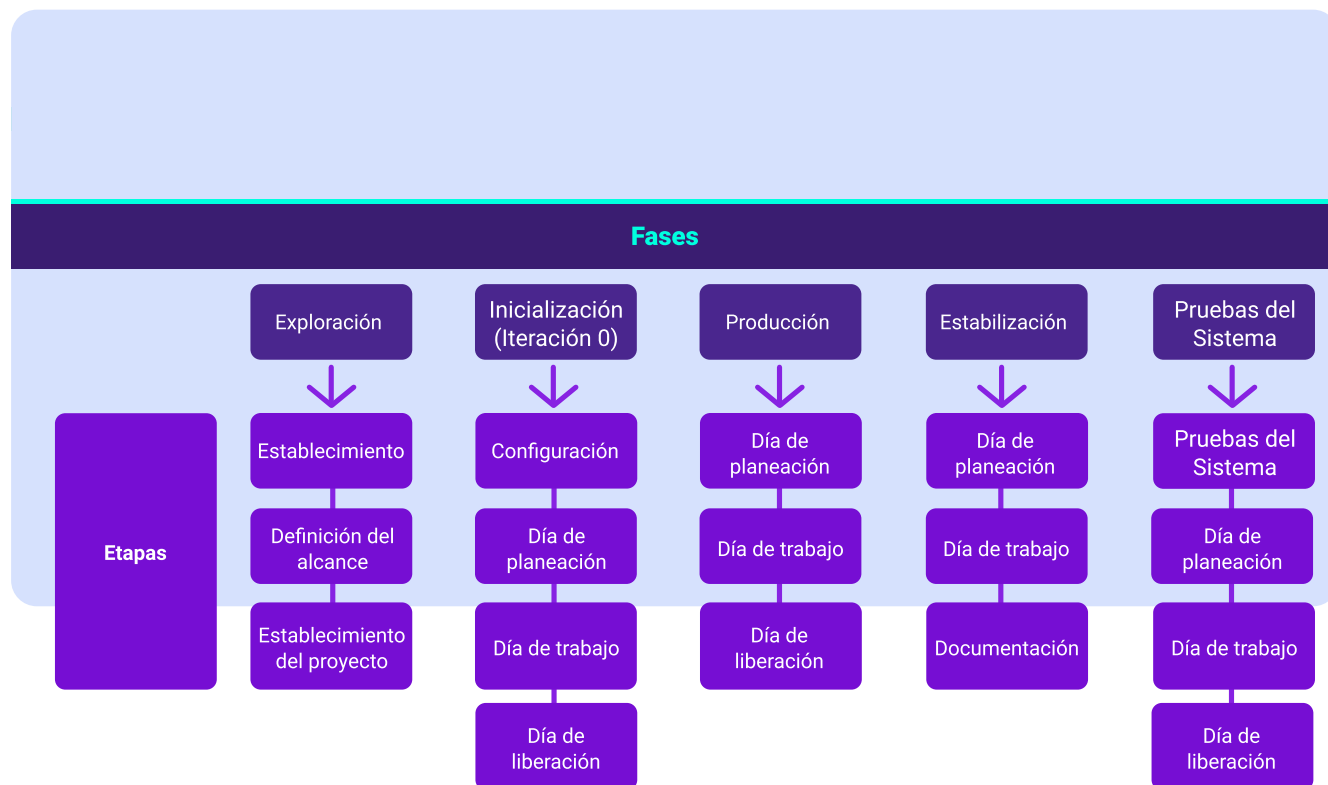 Fases
Exploración
Inicialización
(Iteración 0)
Producción
Estabilización
Pruebas del
Sistema
Etapas
Establecimiento
Configuración
Día de
planeación
Día de
planeación
Pruebas del
Sistema
Definición del
alcance
Día de
planeación
Día de trabajo
Día de trabajo
Día de
planeación
Establecimiento
del proyecto
Día de trabajo
Día de
liberación
Documentación
Día de trabajo
Día de
liberación
Día de
liberación